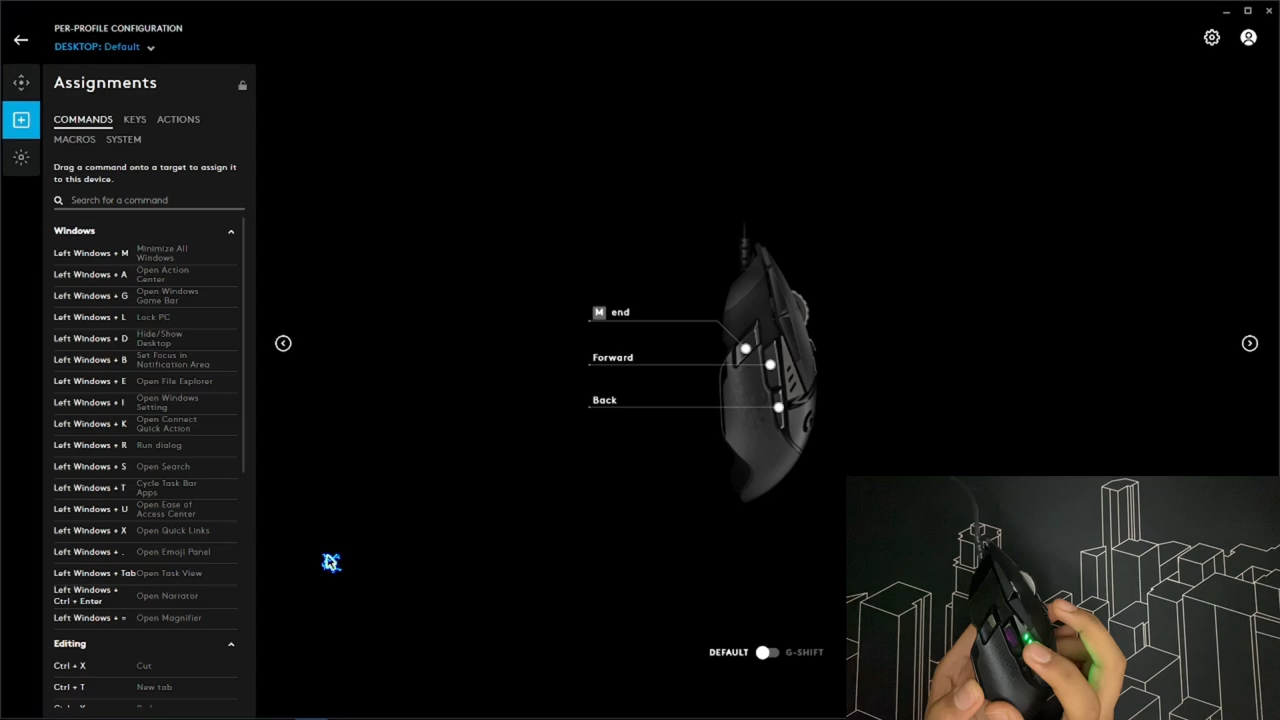 PER-PROFILE CONFIGURATION
DESKTOP: Default
Assignments
COMMANDS KEYS ACTIONS
MACROS SYSTEM
Drag a command onto a target to assign it
to this device.
Search for a command
Windows
Left Windows + M Minimize All
Windows
Left Windows + A Open Action
Center
Left Windows + G Open Windows
Game Bar
Left Windows + L Lock PC
Left Windows + D Hide/Show
Desktop
Left Windows + B Set Focus in
Notification Area
Left Windows + E Open File Explorer
Left Windows + I Open Windows
Setting
Left Windows + K Open Connect
Quick Action
Left Windows + R Run dialog
Left Windows + S Open Search
Left Windows + T Cycle Task Bar
Apps
Left Windows + U Open Ease of
Access Center
Left Windows + X Open Quick Links
Left Windows + . Open Emoji Panel
Left Windows + Tab Open Task View
Left Windows +
Ctrl + Enter Open Narrator
Left Windows + = Open Magnifier
Editing
Ctrl + X Cut
Ctrl + T New tab
M end
Forward
Back
DEFAULT G-SHIFT